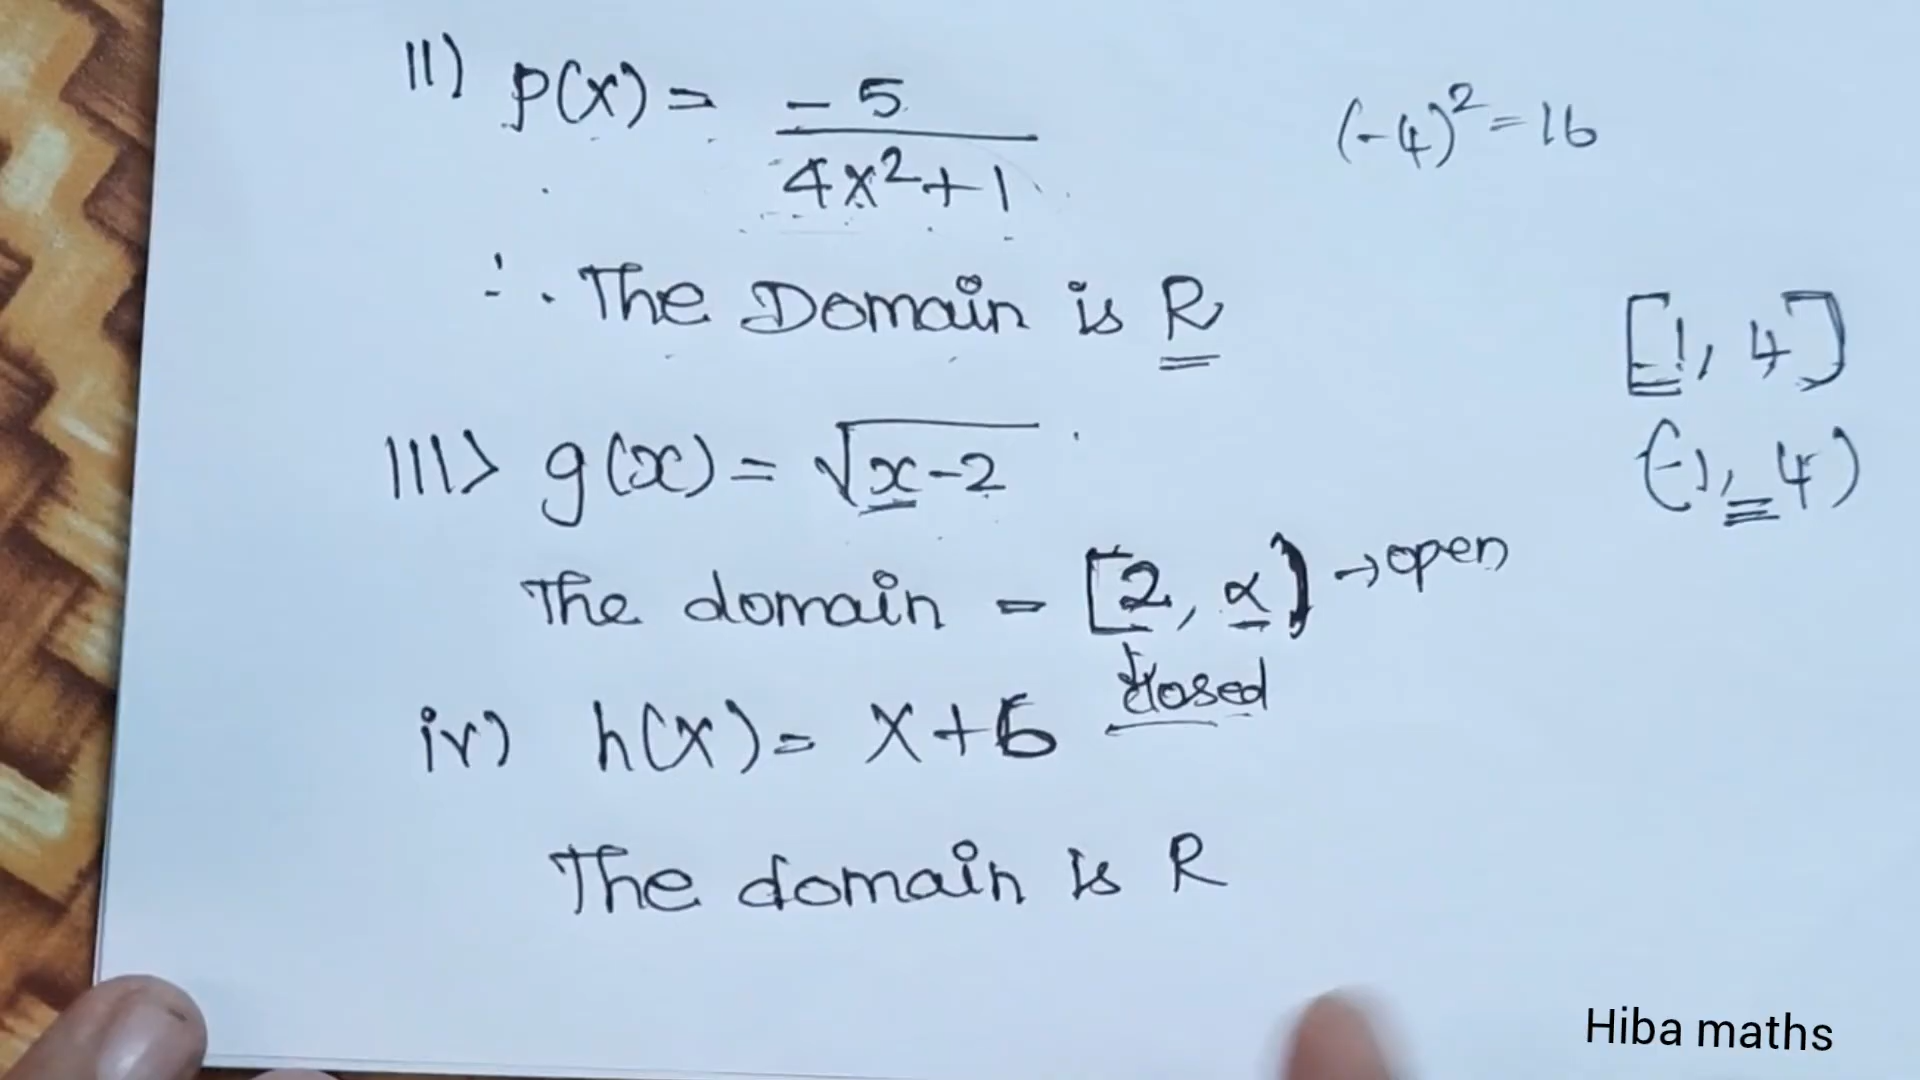 II) p(x) = -5 / 4x²+1
(-4)² = 16
∴ The Domain is R
[1, 4]
III) g(x) = √x-2
(-1, 4)
The domain - [2, α) → open
closed
iv) h(x) = x+6
The domain is R
Hiba maths